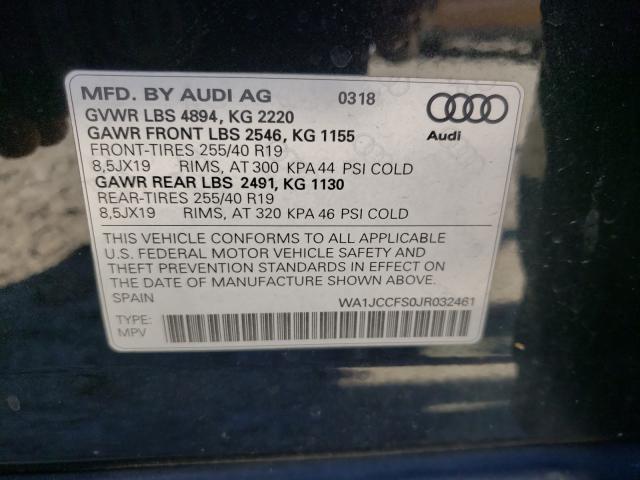 MFD. BY AUDI AG 0318
GVWR LBS 4894, KG 2220
GAWR FRONT LBS 2546, KG 1155
Audi
FRONT-TIRES 255/40 R19
8,5JX19 RIMS, AT 300 KPA 44 PSI COLD
GAWR REAR LBS 2491, KG 1130
REAR-TIRES 255/40 R19
8,5JX19 RIMS, AT 320 KPA 46 PSI COLD
THIS VEHICLE CONFORMS TO ALL APPLICABLE
U.S. FEDERAL MOTOR VEHICLE SAFETY AND
THEFT PREVENTION STANDARDS IN EFFECT ON
THE DATE OF MANUFACTURE SHOWN ABOVE.
SPAIN WA1JCCFS0JR032461
TYPE:
MPV